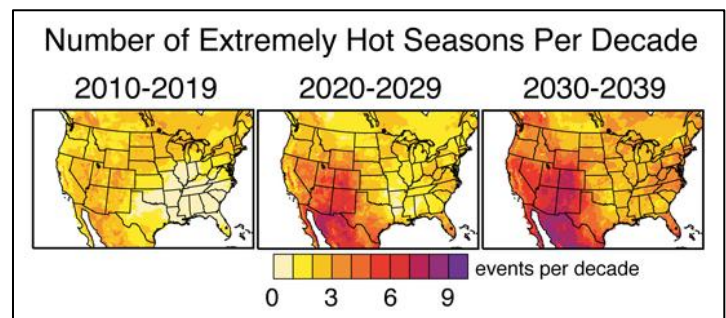 Number of Extremely Hot Seasons Per Decade
2010-2019 2020-2029 2030-2039
events per decade
0 3 6 9